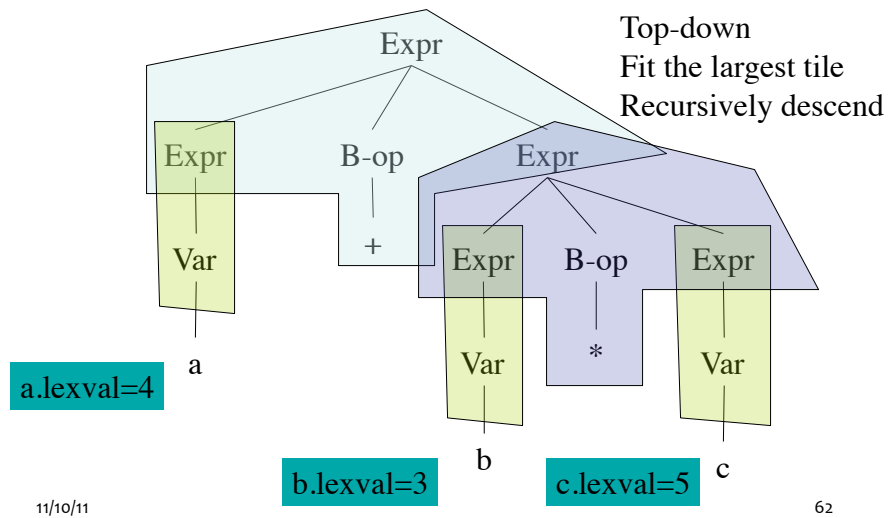 Top-down
Fit the largest tile
Recursively descend
Expr
Expr B-op Expr
+
Var Expr B-op Expr
a Var * Var
a.lexval=4
b c
b.lexval=3 c.lexval=5
11/10/11 62